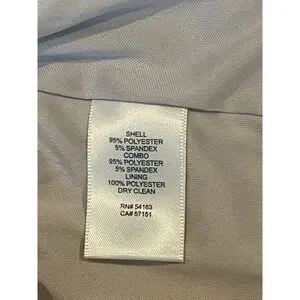 SHELL
95% POLYESTER
5% SPANDEX
COMBO
95% POLYESTER
5% SPANDEX
LINING
100% POLYESTER
DRY CLEAN
RN# 54163
CA# 57151